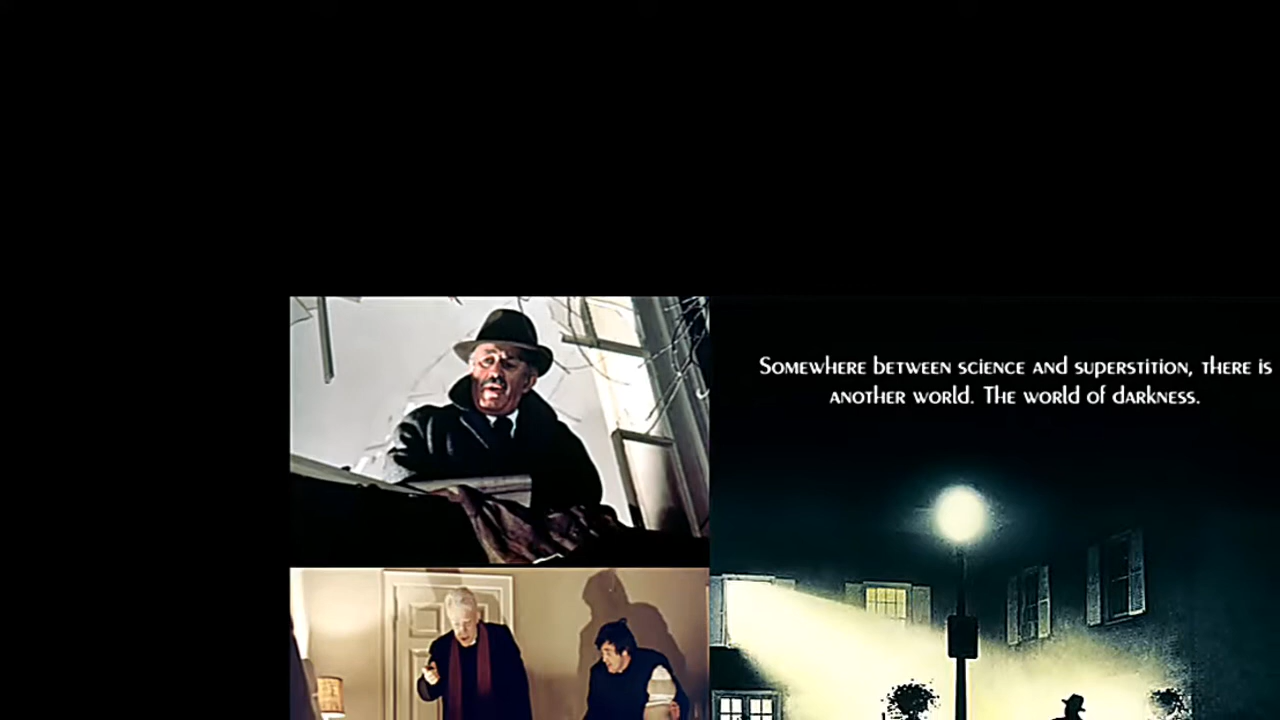 Somewhere between science and superstition, there is
another world. The world of darkness.